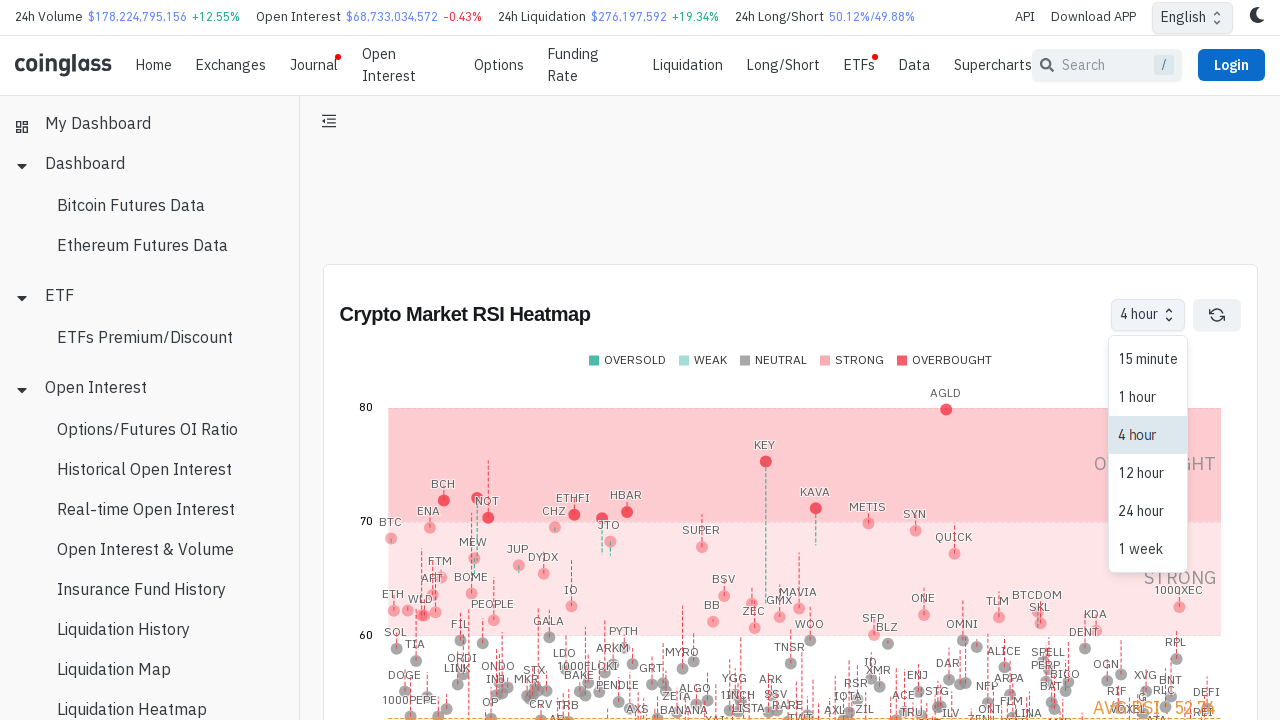 24h Volume $178,224,795,156 +12.55% Open Interest $68,733,034,572 -0.43% 24h Liquidation $276,197,592 +19.34% 24h Long/Short 50.12%/49.88% API Download APP English
coinglass Home Exchanges Journal Open Interest Options Funding Rate Liquidation Long/Short ETFs Data Supercharts Search / Login
My Dashboard
Dashboard
Bitcoin Futures Data
Ethereum Futures Data
ETF
ETFs Premium/Discount
Open Interest
Options/Futures OI Ratio
Historical Open Interest
Real-time Open Interest
Open Interest & Volume
Insurance Fund History
Liquidation History
Liquidation Map
Liquidation Heatmap
Crypto Market RSI Heatmap
4 hour
15 minute
1 hour
4 hour
12 hour
24 hour
1 week
OVERSOLD WEAK NEUTRAL STRONG OVERBOUGHT
AGLD
80
KEY
BCH NOT ETHFI HBAR KAVA
ENA CHZ METIS SYN
70 BTC JTO SUPER QUICK
MEW JUP DYDX
FTM APT BOME IO BSV MAVIA STRONG
ETH WLD PEOPLE BB ZEC GMX ONE TLM BTCDOM SKL 100QXEC
KDA
60 SOL TIA FIL GALA PYTH WOO SFP BLZ OMNI DENT RPL
LDO ARKM MYRO TNSR ALICE SPELL
ORDI LINK ONDO 1000FLOKI GRT DAR PERP OGN
DOGE INJ MKR STX BAKE PENDLE YGG ARK XMR ENJ ARPA BICO XVG BNT
1000PEPE OP CRV TRB AXS ZETA ALGO 1INCH SSV RSR IOTA ACE STG NFP FLM BAT RIF RLC DEFI
BANANA LISTA RARE AXL ZIL TRU ILV ONT LINA